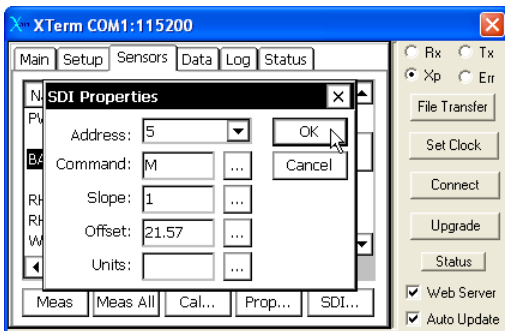 XTerm COM1:115200
Main Setup Sensors Data Log Status
SDI Properties
Address: 5
OK
Command: M ...
Cancel
Slope: 1 ...
Offset: 21.57 ...
Units: ...
Meas Meas All Cal... Prop... SDI...
Rx Tx
Xp Err
File Transfer
Set Clock
Connect
Upgrade
Status
Web Server
Auto Update